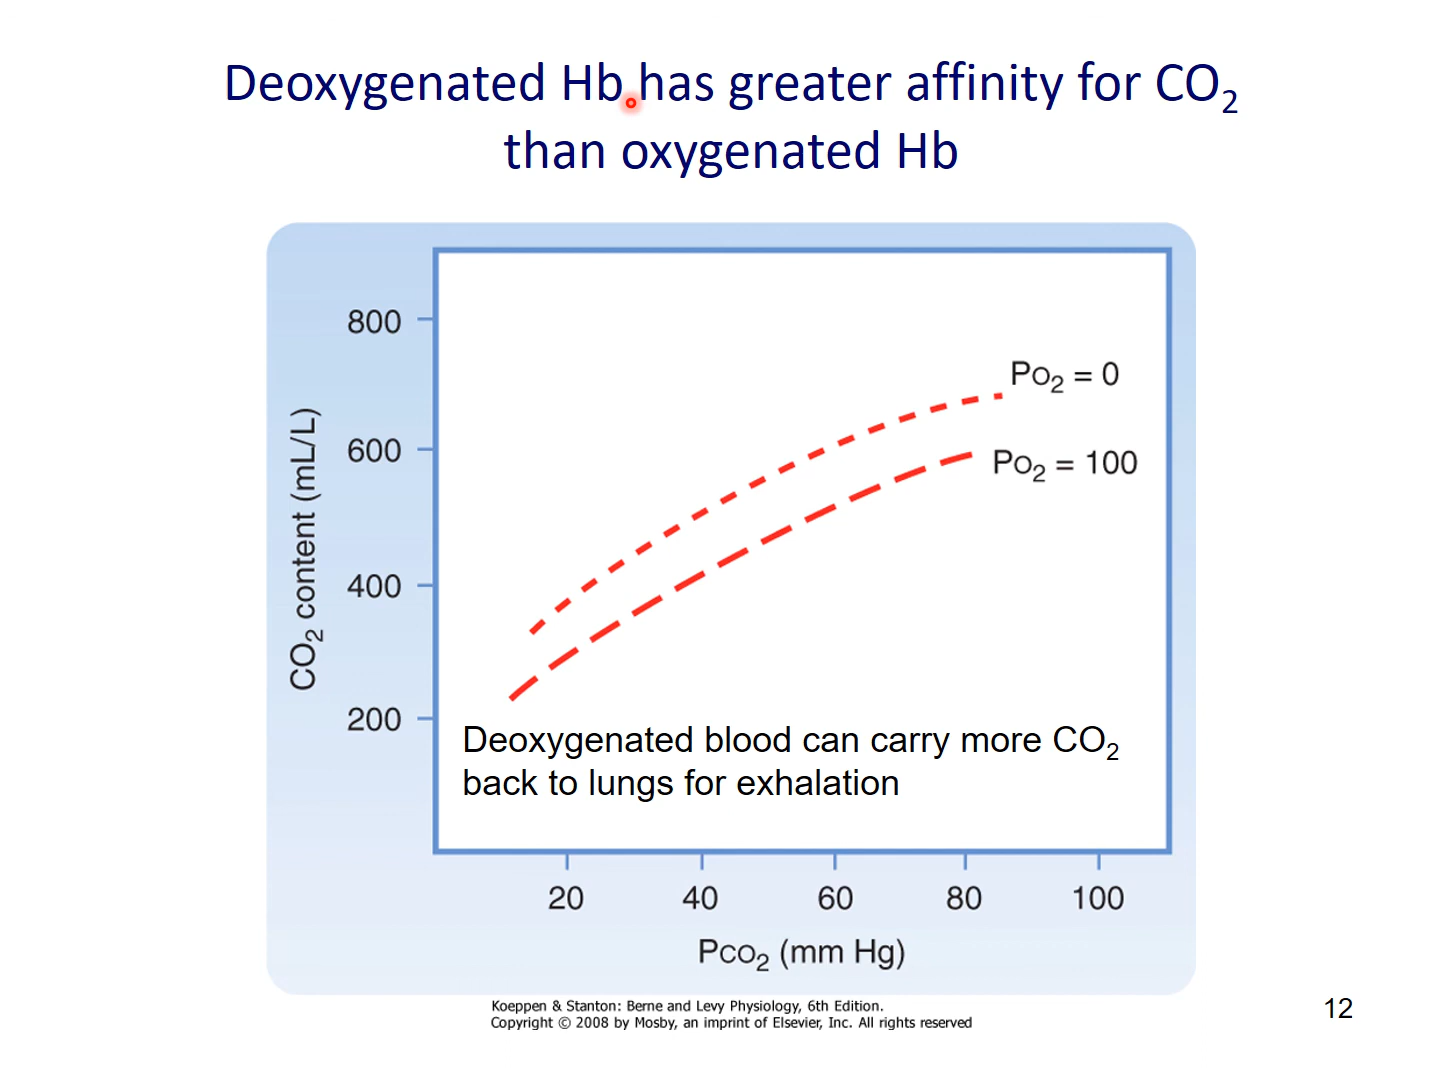 Deoxygenated Hb has greater affinity for CO₂
than oxygenated Hb
800
600
400
200
CO₂ content (mL/L)
PO₂ = 0
PO₂ = 100
Deoxygenated blood can carry more CO₂
back to lungs for exhalation
20 40 60 80 100
PCO₂ (mm Hg)
Koeppen & Stanton: Berne and Levy Physiology, 6th Edition.
Copyright © 2008 by Mosby, an imprint of Elsevier, Inc. All rights reserved
12